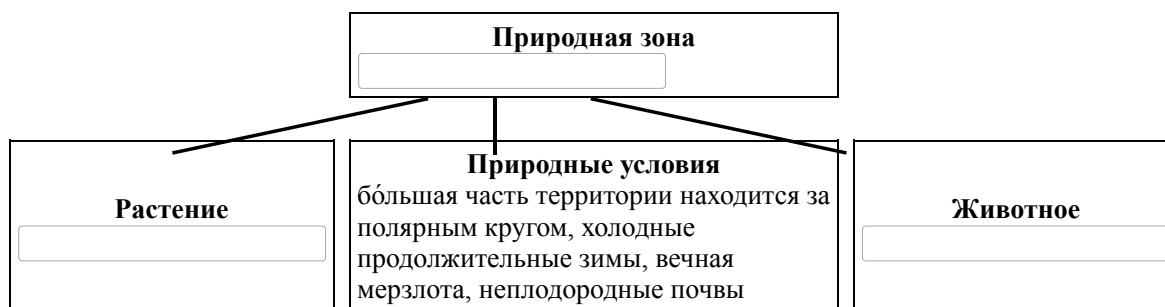 Природная зона
Природные условия
бо́льшая часть территории находится за
полярным кругом, холодные
продолжительные зимы, вечная
мерзлота, неплодородные почвы
Растение
Животное